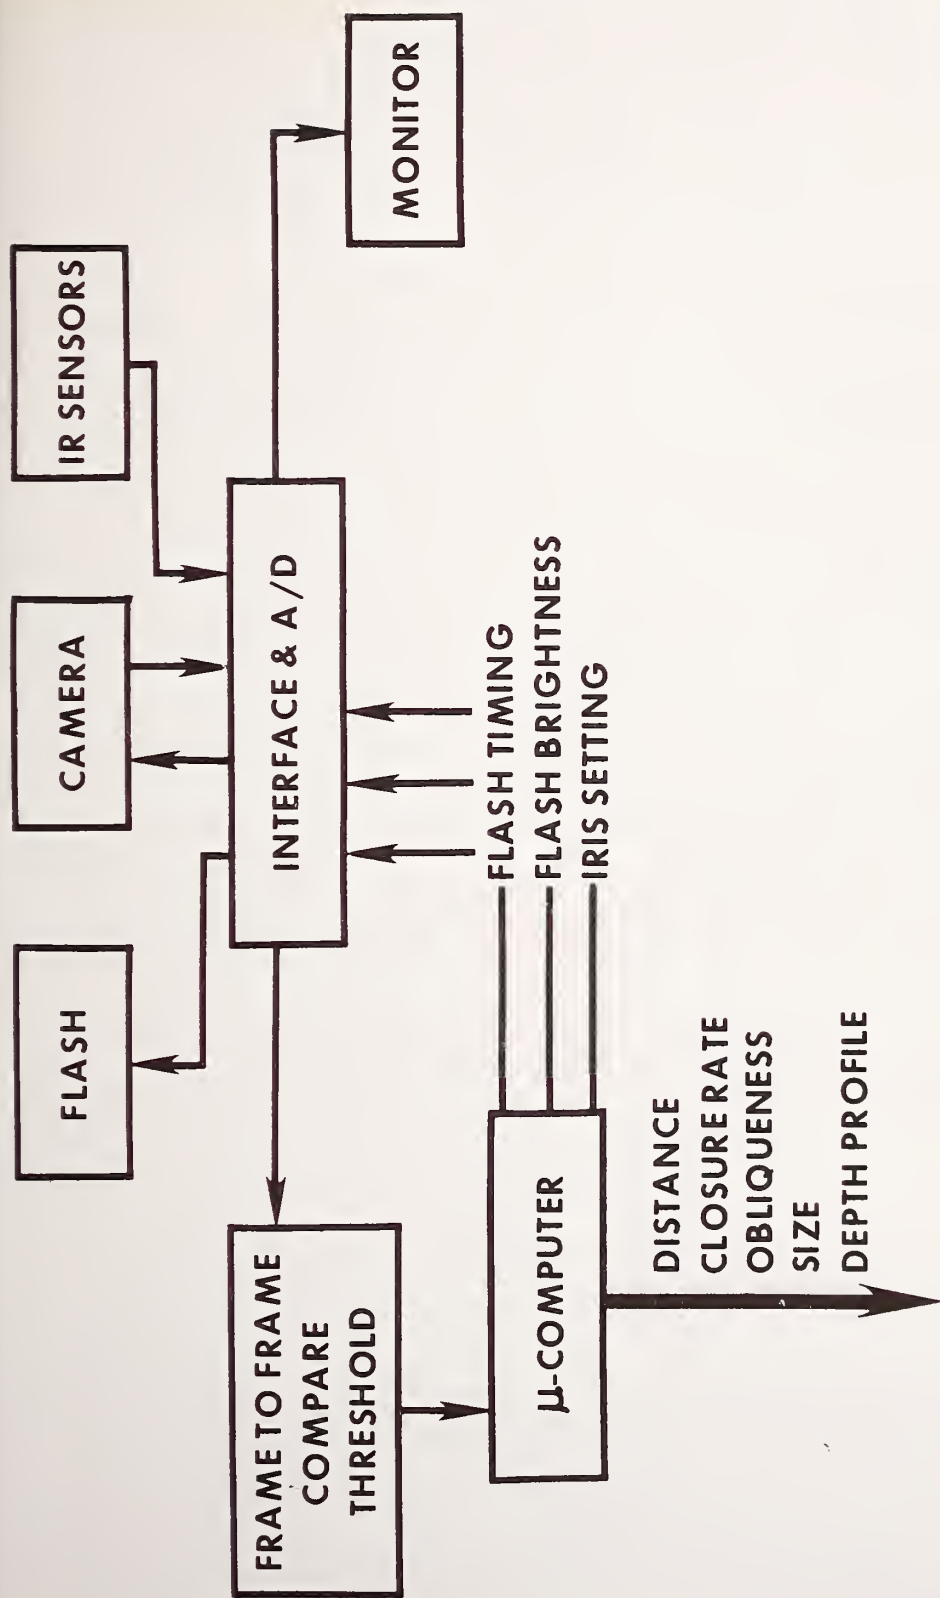 FLASH
CAMERA
IR SENSORS
FRAME TO FRAME
COMPARE
THRESHOLD
INTERFACE & A/D
MONITOR
µ-COMPUTER
FLASH TIMING
FLASH BRIGHTNESS
IRIS SETTING
DISTANCE
CLOSURE RATE
OBLIQUENESS
SIZE
DEPTH PROFILE